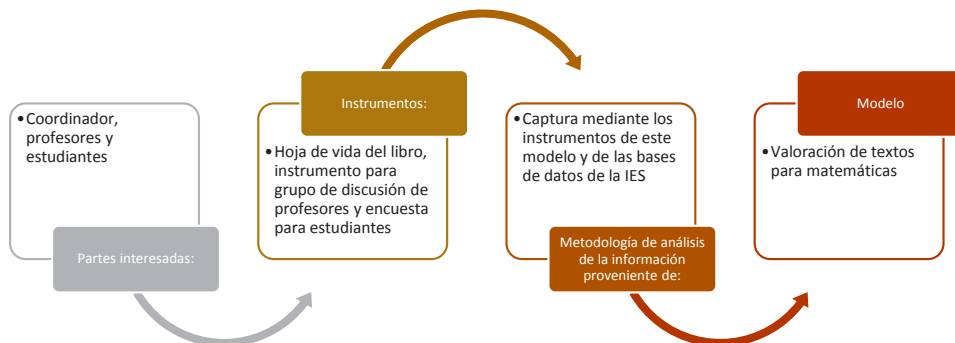 •Coordinador,
profesores y
estudiantes
Partes interesadas:
Instrumentos:
•Hoja de vida del libro,
instrumento para
grupo de discusión de
profesores y encuesta
para estudiantes
•Captura mediante los
instrumentos de este
modelo y de las bases
de datos de la IES
Metodología de análisis
de la información
proveniente de:
Modelo
•Valoración de textos
para matemáticas